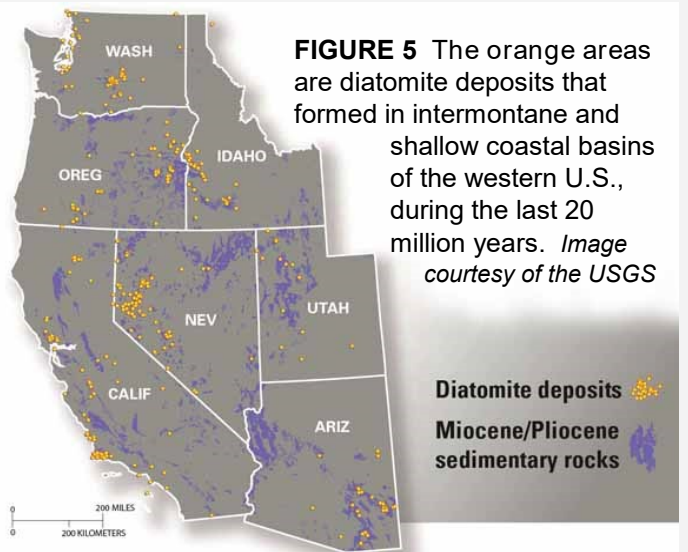 FIGURE 5 The orange areas
are diatomite deposits that
formed in intermontane and
shallow coastal basins
of the western U.S.,
during the last 20
million years. Image
courtesy of the USGS
WASH
OREG
IDAHO
NEV
UTAH
CALIF
ARIZ
Diatomite deposits
Miocene/Pliocene
sedimentary rocks
0 200 MILES
0 200 KILOMETERS